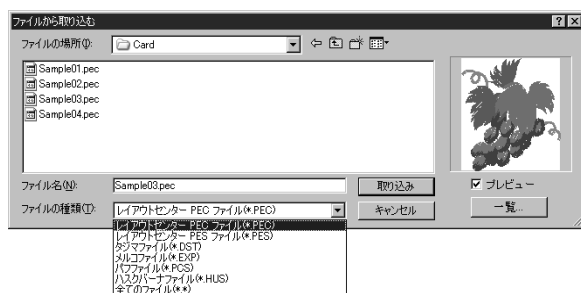 ファイルから取り込む
ファイルの場所(I):
Card
Sample01.pec
Sample02.pec
Sample03.pec
Sample04.pec
ファイル名(N):
Sample03.pec
取り込み
プレビュー
ファイルの種類(T):
レイアウトセンター PEC ファイル(*.PEC)
キャンセル
一覧...
レイアウトセンター PEC ファイル(*.PEC)
レイアウトセンター PES ファイル(*.PES)
タジマファイル(*.DST)
メルコファイル(*.EXP)
パフファイル(*.PCS)
ハスクバーナファイル(*.HUS)
全てのファイル(*.*)